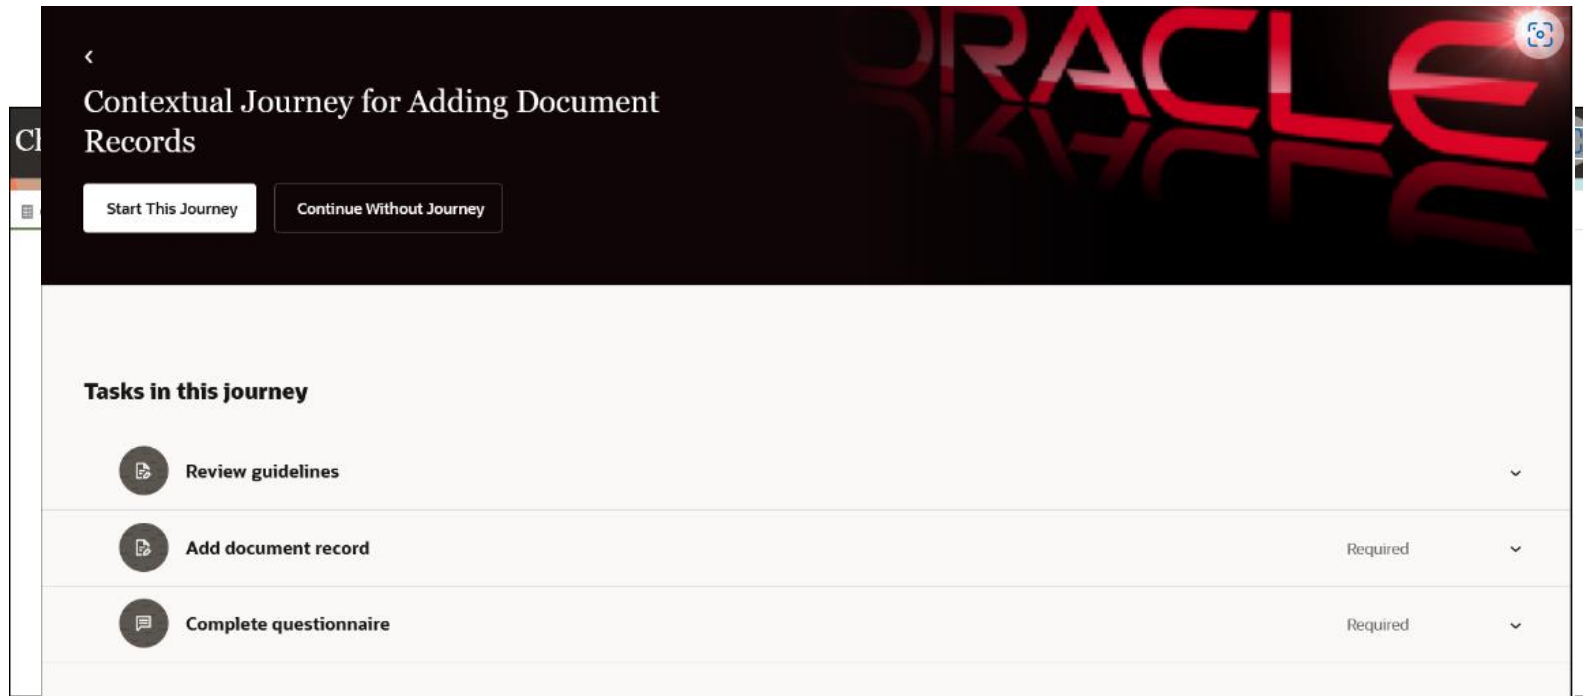 ORACLE
Contextual Journey for Adding Document
Records
Start This Journey
Continue Without Journey
Tasks in this journey
Review guidelines
Add document record
Required
Complete questionnaire
Required